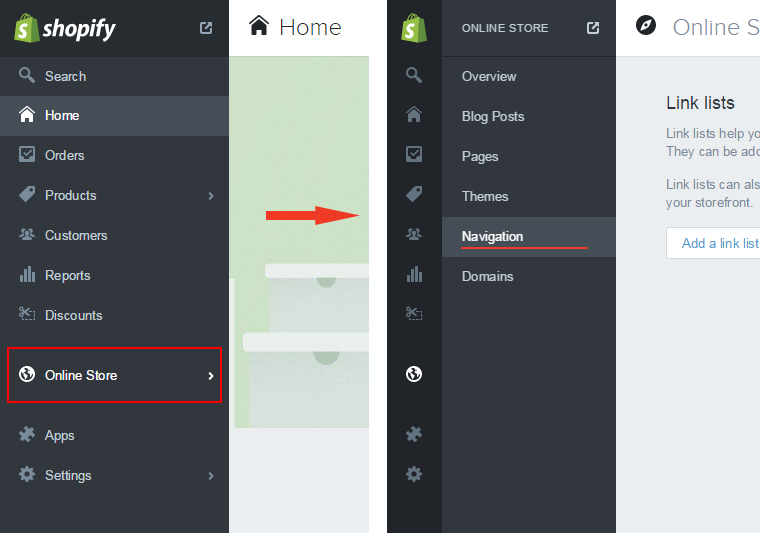 shopify
Home
Search
Home
Orders
Products
Customers
Reports
Discounts
Online Store
Apps
Settings
ONLINE STORE
Online S
Overview
Blog Posts
Pages
Themes
Navigation
Domains
Link lists
Link lists help yo
They can be add
Link lists can als
your storefront.
Add a link list